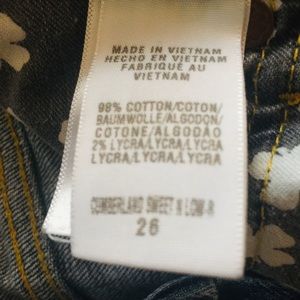 MADE IN VIETNAM
HECHO EN VIETNAM
FABRIQUÉ AU
VIETNAM
98% COTTON/COTON/
BAUMWOLLE/ALGODON/
COTONE/ALGODÃO
2% LYCRA/LYCRA/LYCRA
LYCRA/LYCRA/LYCRA
CUMBERLAND SWEET N LOW-R
26